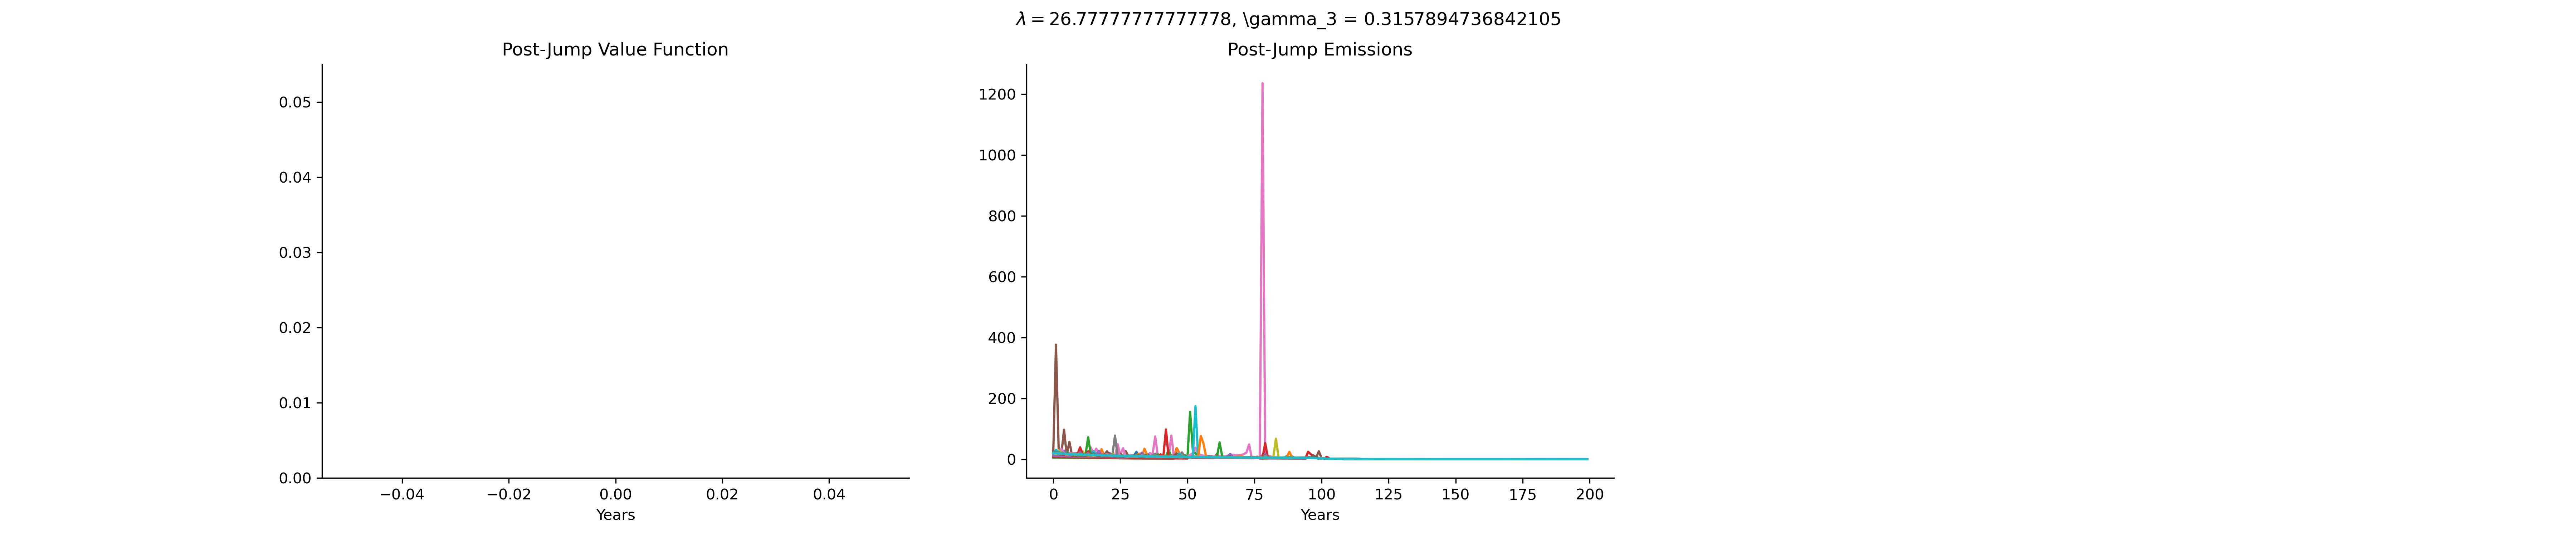 λ = 26.77777777777778, \gamma_3 = 0.3157894736842105
Post-Jump Value Function
0.05
0.04
0.03
0.02
0.01
0.00
−0.04 −0.02 0.00 0.02 0.04
Years
Post-Jump Emissions
1200
1000
800
600
400
200
0
0 25 50 75 100 125 150 175 200
Years